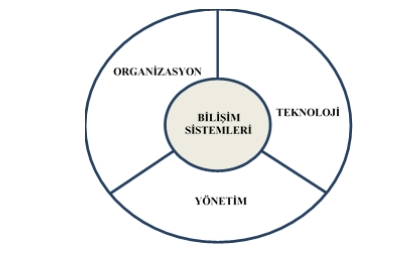 ORGANİZASYON
TEKNOLOJİ
BİLİŞİM
SİSTEMLERİ
YÖNETİM